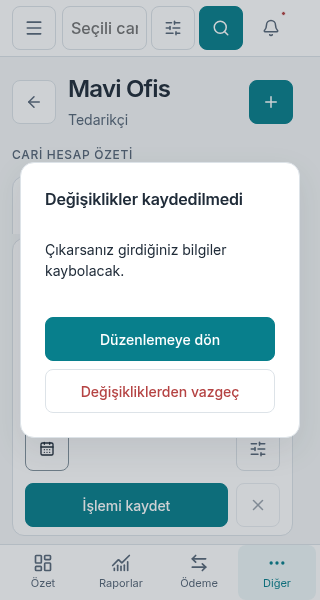 Seçili car
Mavi Ofis
Tedarikçi
CARİ HESAP ÖZETİ
Değişiklikler kaydedilmedi
Çıkarsanız girdiğiniz bilgiler
kaybolacak.
Düzenlemeye dön
Değişikliklerden vazgeç
İşlemi kaydet
Özet
Raporlar
Ödeme
Diğer